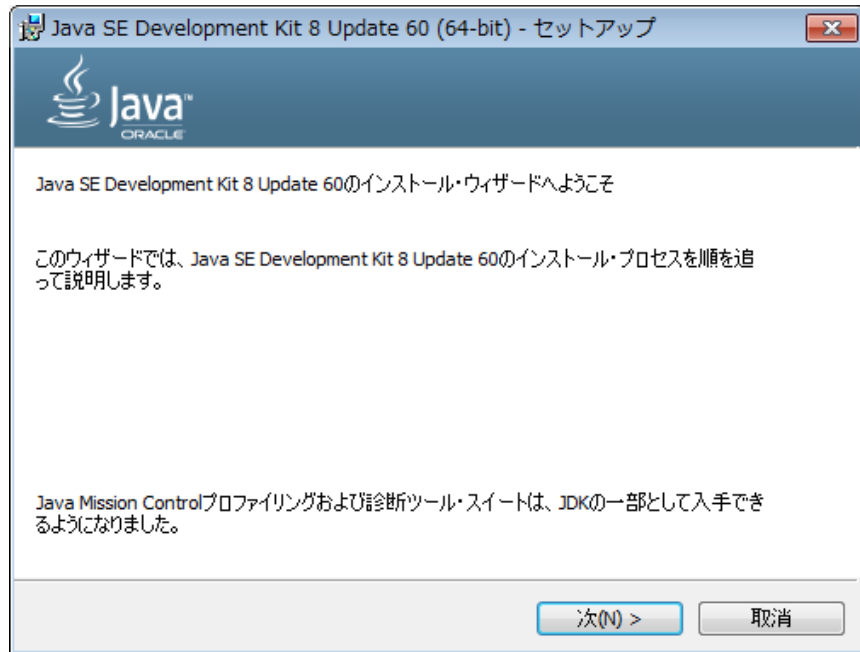 Java SE Development Kit 8 Update 60 (64-bit) - セットアップ
Java™
ORACLE
Java SE Development Kit 8 Update 60のインストール・ウィザードへようこそ
このウィザードでは、Java SE Development Kit 8 Update 60のインストール・プロセスを順を追
って説明します。
Java Mission Controlプロファイリングおよび診断ツール・スイートは、JDKの一部として入手でき
るようになりました。
次(N) >
取消